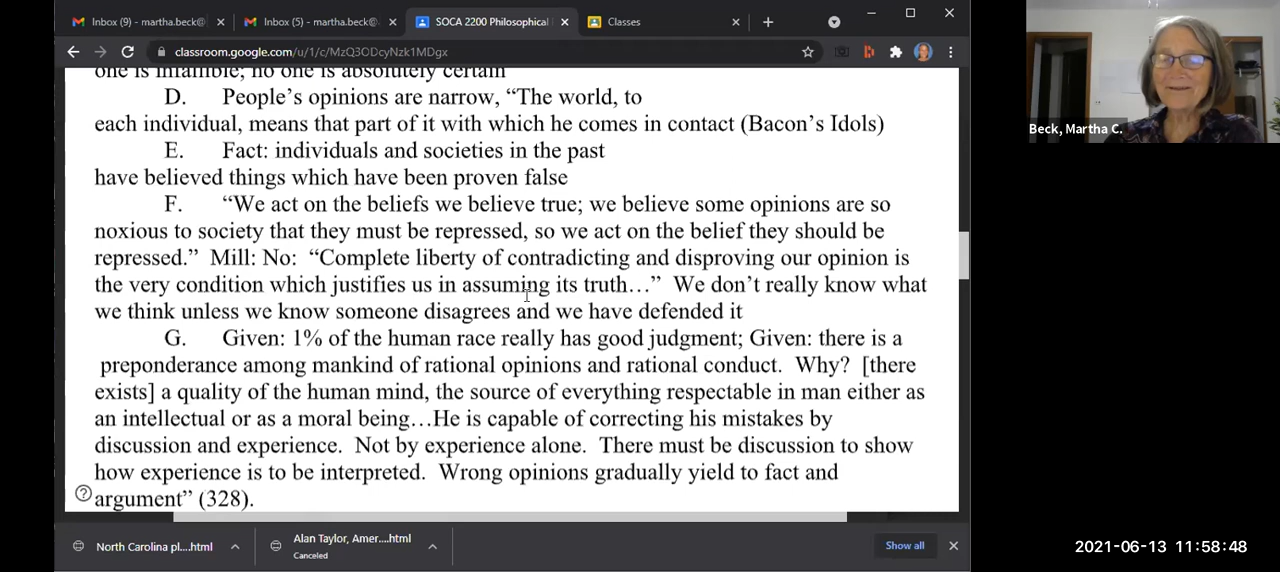 Inbox (9) - martha.beck@
Inbox (5) - martha.beck@
SOCA 2200 Philosophical
Classes
classroom.google.com/u/1/c/MzQ3ODcyNzk1MDgx
one is infallible; no one is absolutely certain
D. People's opinions are narrow, “The world, to
each individual, means that part of it with which he comes in contact (Bacon's Idols)
E. Fact: individuals and societies in the past
have believed things which have been proven false
F. “We act on the beliefs we believe true; we believe some opinions are so
noxious to society that they must be repressed, so we act on the belief they should be
repressed.” Mill: No: “Complete liberty of contradicting and disproving our opinion is
the very condition which justifies us in assuming its truth…” We don't really know what
we think unless we know someone disagrees and we have defended it
G. Given: 1% of the human race really has good judgment; Given: there is a
preponderance among mankind of rational opinions and rational conduct. Why? [there
exists] a quality of the human mind, the source of everything respectable in man either as
an intellectual or as a moral being…He is capable of correcting his mistakes by
discussion and experience. Not by experience alone. There must be discussion to show
how experience is to be interpreted. Wrong opinions gradually yield to fact and
argument” (328).
North Carolina pl....html
Alan Taylor, Amer....html
Canceled
Show all
Beck, Martha C.
2021-06-13 11:58:48